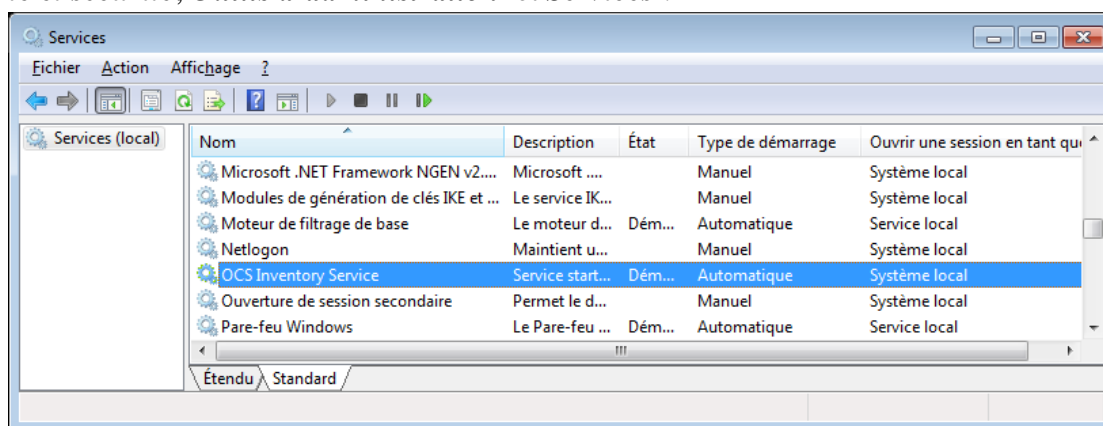 Services
Fichier Action Affichage ?
Services (local)
Nom Description État Type de démarrage Ouvrir une session en tant que
Microsoft .NET Framework NGEN v2.... Microsoft .... Manuel Système local
Modules de génération de clés IKE et ... Le service IK... Manuel Système local
Moteur de filtrage de base Le moteur d... Dém... Automatique Service local
Netlogon Maintient u... Manuel Système local
OCS Inventory Service Service start... Dém... Automatique Système local
Ouverture de session secondaire Permet le d... Manuel Système local
Pare-feu Windows Le Pare-feu ... Dém... Automatique Service local
Étendu Standard